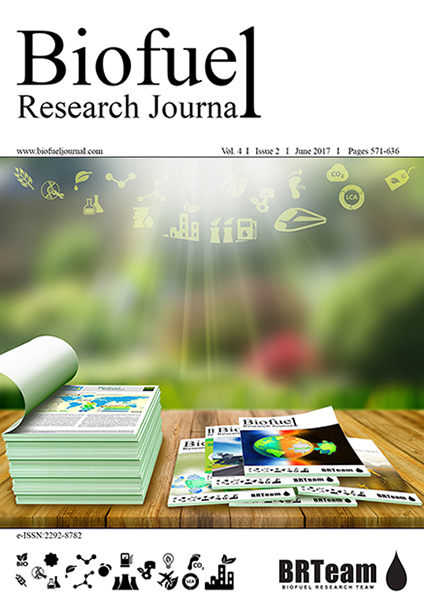 Biofuel
Research Journal
www.biofueljournal.com Vol. 4 I Issue 2 I June 2017 I Pages 571-636
CO2
LCA
Biofuel
Research Journal
BRTeam
BRTeam
BRTeam
e-ISSN:2292-8782
BIO
CO2
LCA
BRTeam
BIOFUEL RESEARCH TEAM